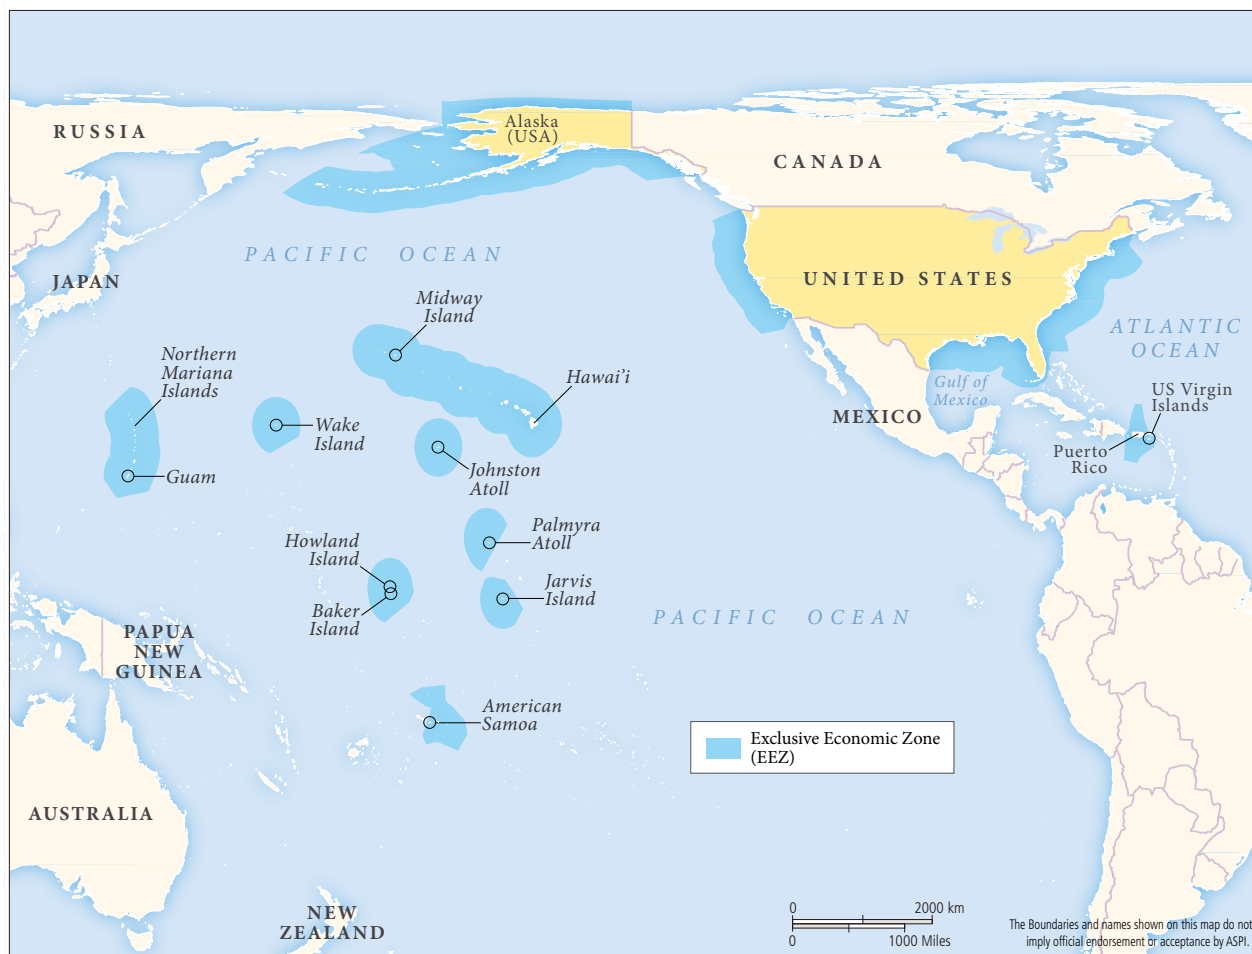 RUSSIA
Alaska
(USA)
CANADA
PACIFIC OCEAN
JAPAN
UNITED STATES
Midway
Island
ATLANTIC
OCEAN
Northern
Mariana
Islands
Hawai'i
Gulf of
Mexico
US Virgin
Islands
MEXICO
Wake
Island
Puerto
Rico
Guam
Johnston
Atoll
Palmyra
Atoll
Howland
Island
Jarvis
Island
Baker
Island
PACIFIC OCEAN
PAPUA
NEW
GUINEA
American
Samoa
Exclusive Economic Zone
(EEZ)
AUSTRALIA
NEW
ZEALAND
0 2000 km
0 1000 Miles
The Boundaries and names shown on this map do not
imply official endorsement or acceptance by ASPI.